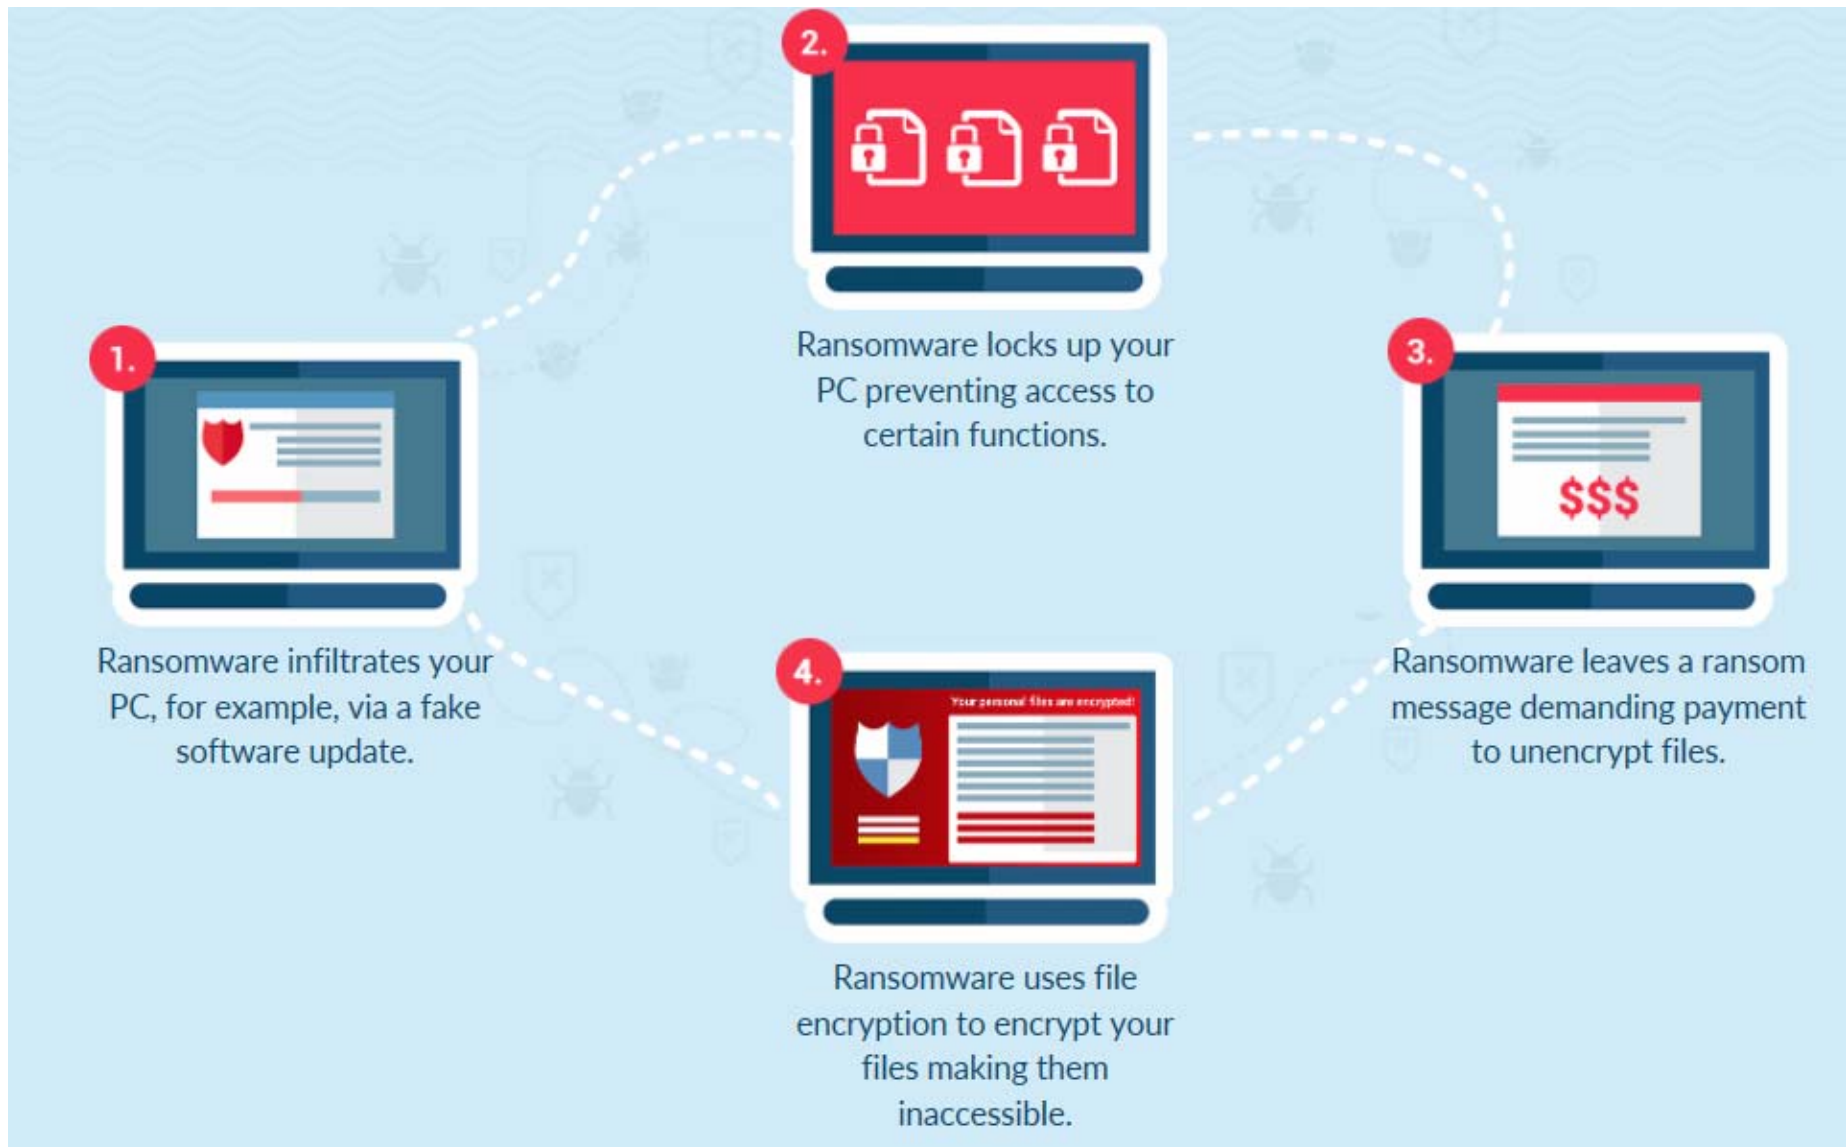 1.
Ransomware infiltrates your
PC, for example, via a fake
software update.
2.
Ransomware locks up your
PC preventing access to
certain functions.
3.
$$$
Ransomware leaves a ransom
message demanding payment
to unencrypt files.
4.
Your personal files are encrypted!
Ransomware uses file
encryption to encrypt your
files making them
inaccessible.